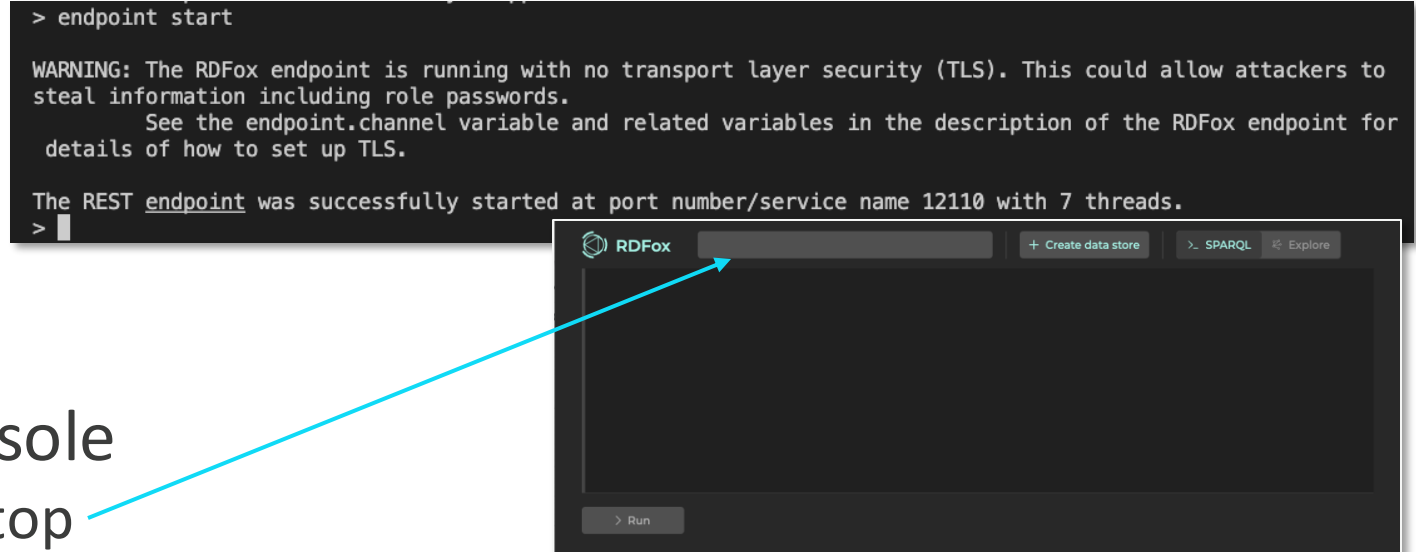 > endpoint start
WARNING: The RDFox endpoint is running with no transport layer security (TLS). This could allow attackers to
steal information including role passwords.
See the endpoint.channel variable and related variables in the description of the RDFox endpoint for
details of how to set up TLS.
The REST endpoint was successfully started at port number/service name 12110 with 7 threads.
>
RDFox + Create data store >_ SPARQL Explore
> Run
sole
top